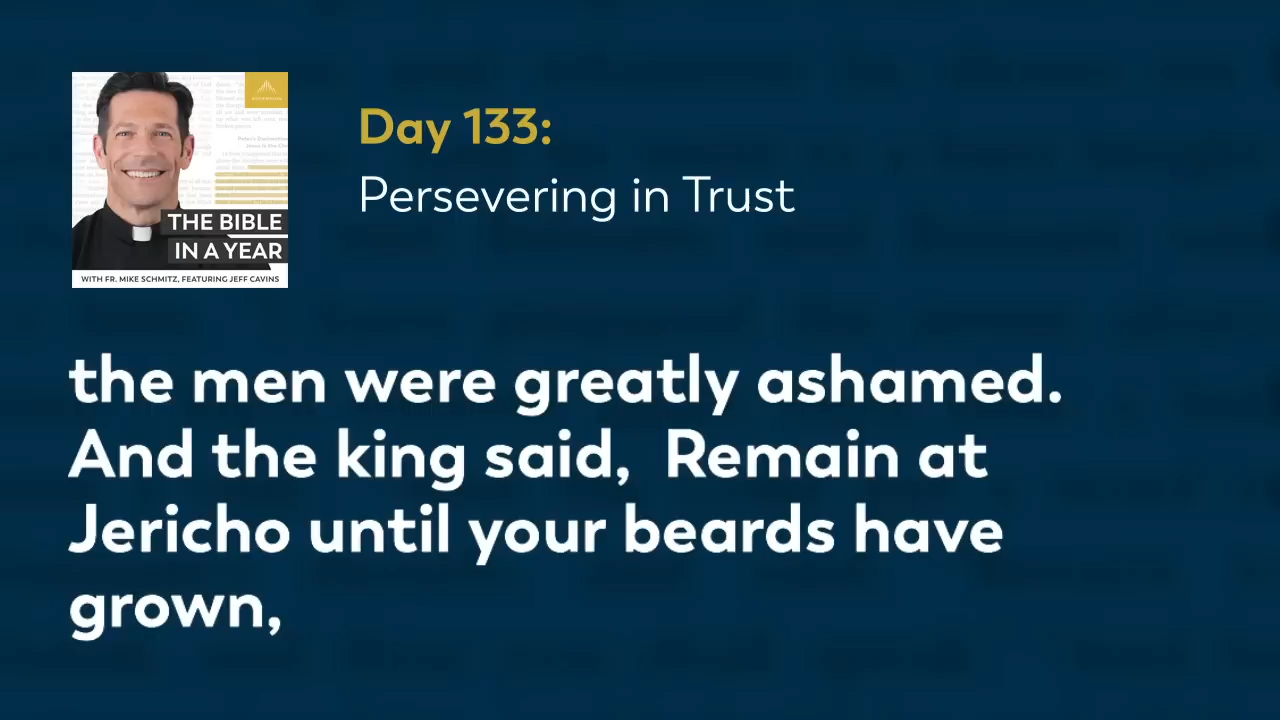 THE BIBLE
IN A YEAR
WITH FR. MIKE SCHMITZ, FEATURING JEFF CAVINS
Day 133:
Persevering in Trust
the men were greatly ashamed.
And the king said,  Remain at
Jericho until your beards have
grown,